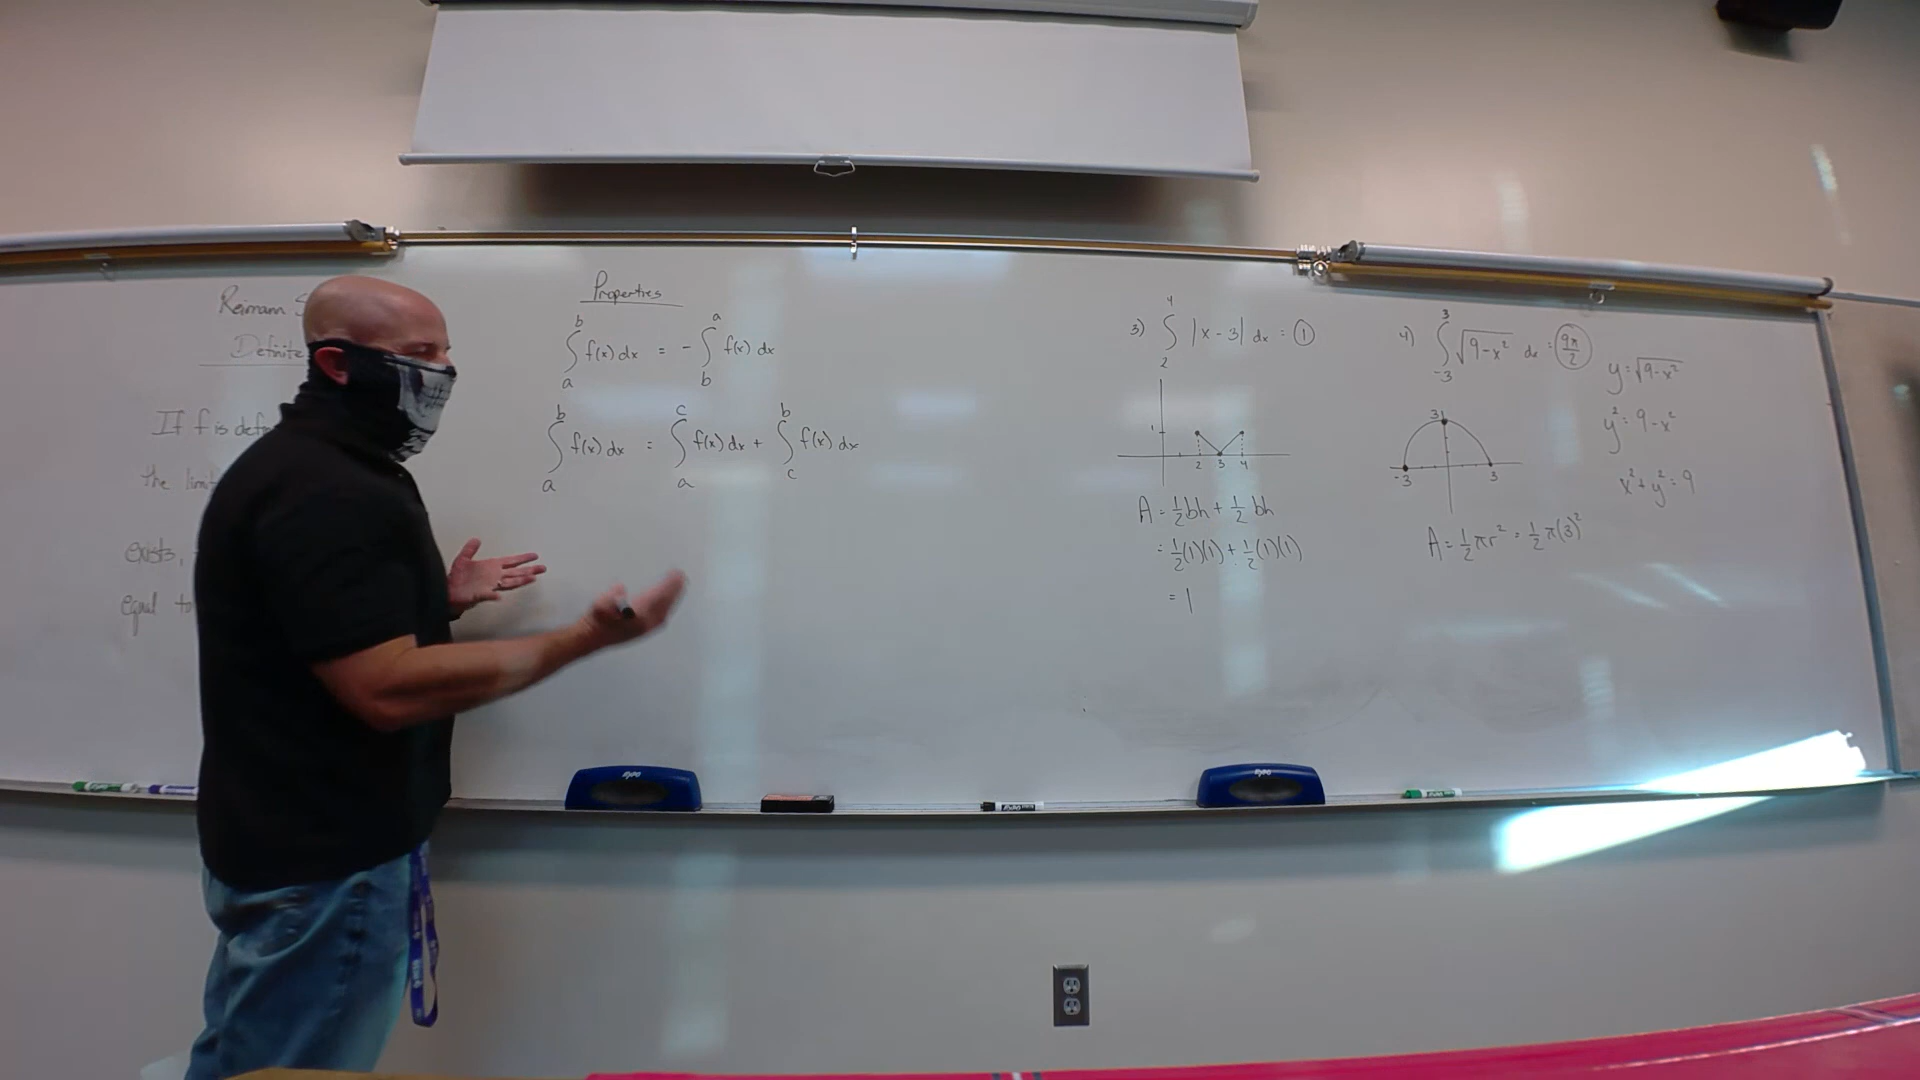 Reimann S
Definite
If f is defi
the limit
exists,
equal to
Properties
∫_a^b f(x) dx = - ∫_b^a f(x) dx
∫_a^b f(x) dx = ∫_a^c f(x) dx + ∫_c^b f(x) dx
3) ∫_2^4 |x - 3| dx = 1
1
2 3 4
A = 1/2 bh + 1/2 bh
= 1/2 (1)(1) + 1/2 (1)(1)
= 1
4) ∫_-3^3 √(9-x²) dx = 9π/2
3
-3 3
A = 1/2 πr² = 1/2 π(3)²
y = √(9-x²)
y² = 9 - x²
x² + y² = 9
EXPO
EXPO